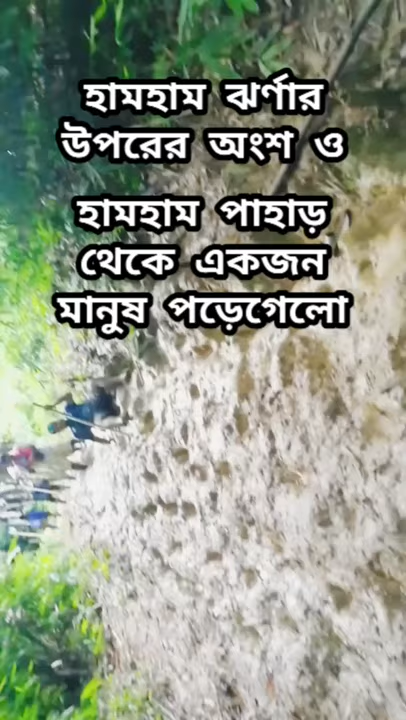 হামহাম ঝর্ণার
উপরের অংশ ও
হামহাম পাহাড়
থেকে একজন
মানুষ পড়েগেলো